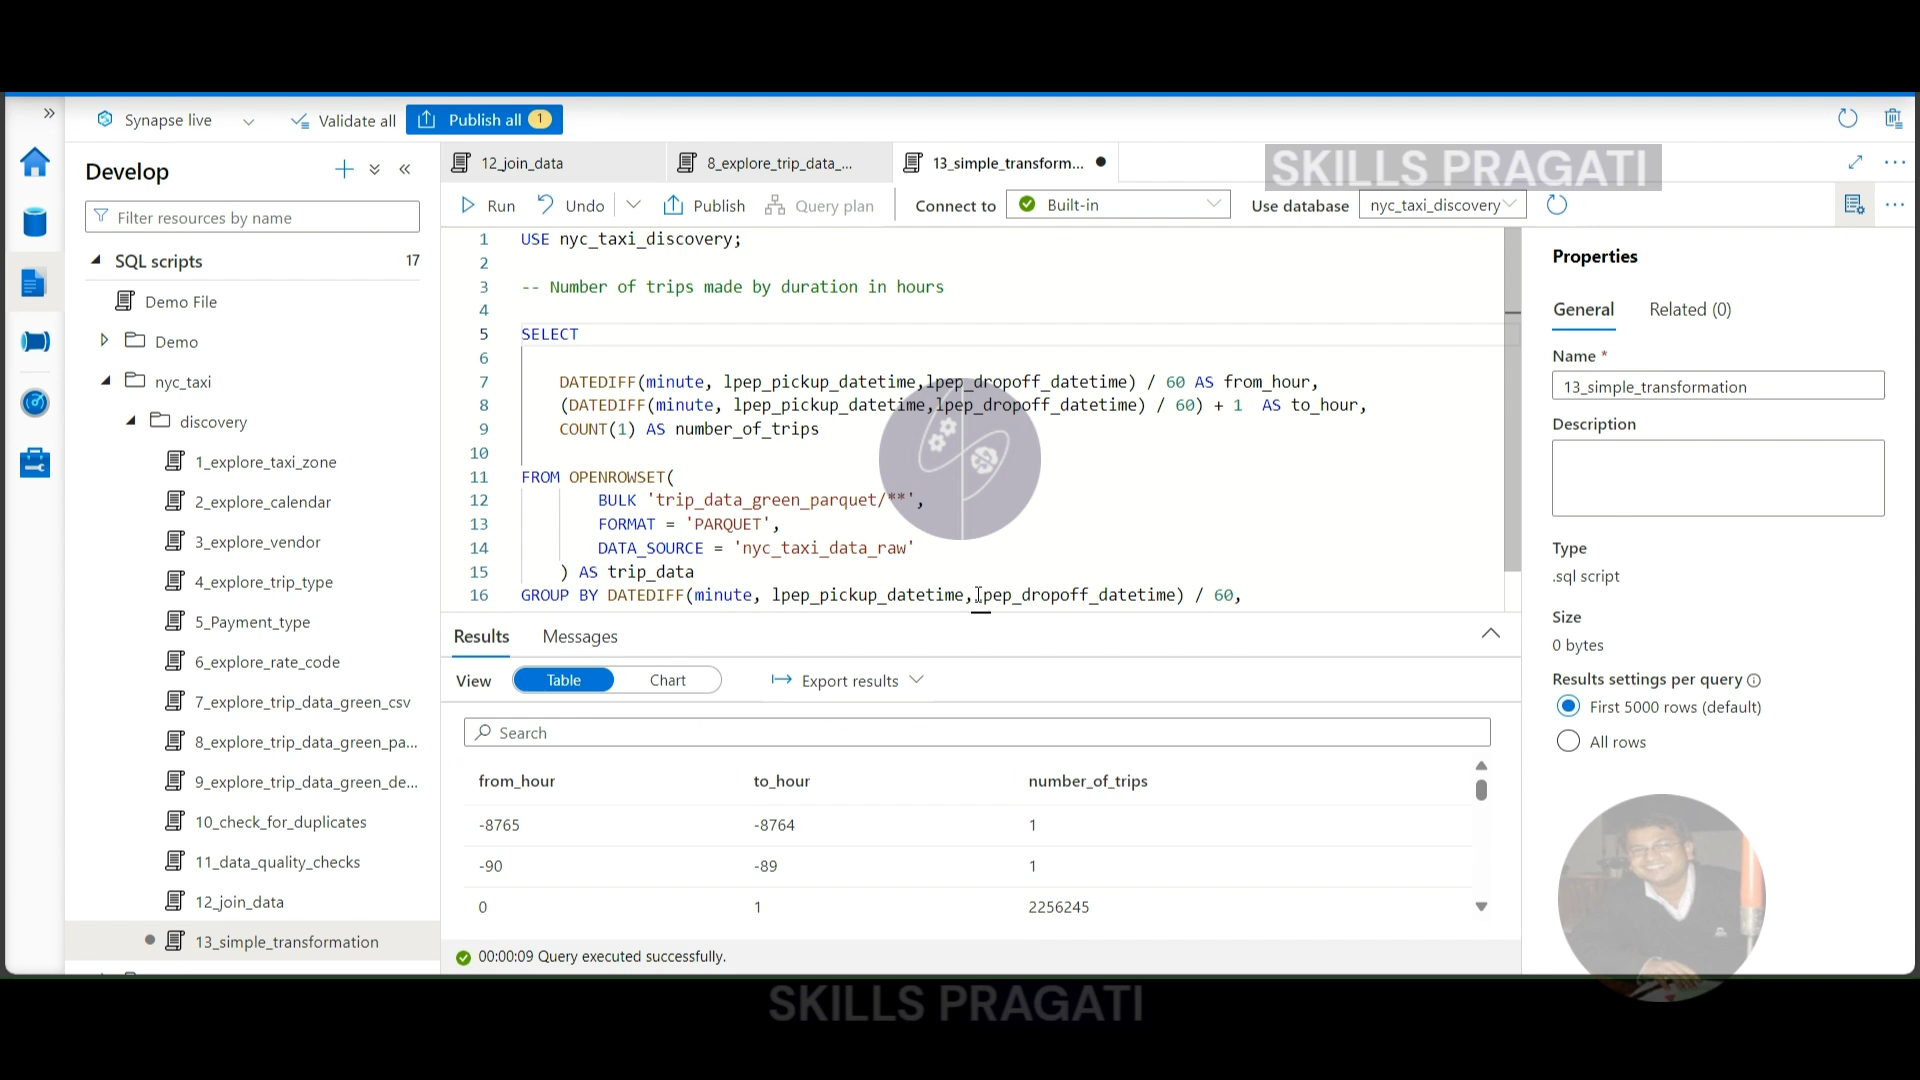 Synapse live
Validate all
Publish all 1
Develop
Filter resources by name
SQL scripts 17
Demo File
Demo
nyc_taxi
discovery
1_explore_taxi_zone
2_explore_calendar
3_explore_vendor
4_explore_trip_type
5_Payment_type
6_explore_rate_code
7_explore_trip_data_green_csv
8_explore_trip_data_green_pa...
9_explore_trip_data_green_de...
10_check_for_duplicates
11_data_quality_checks
12_join_data
13_simple_transformation
12_join_data
8_explore_trip_data_...
13_simple_transform...
SKILLS PRAGATI
Run Undo Publish Query plan Connect to Built-in Use database nyc_taxi_discovery
1 USE nyc_taxi_discovery;
2
3 -- Number of trips made by duration in hours
4
5 SELECT
6
7 DATEDIFF(minute, lpep_pickup_datetime,lpep_dropoff_datetime) / 60 AS from_hour,
8 (DATEDIFF(minute, lpep_pickup_datetime,lpep_dropoff_datetime) / 60) + 1 AS to_hour,
9 COUNT(1) AS number_of_trips
10
11 FROM OPENROWSET(
12 BULK 'trip_data_green_parquet/**',
13 FORMAT = 'PARQUET',
14 DATA_SOURCE = 'nyc_taxi_data_raw'
15 ) AS trip_data
16 GROUP BY DATEDIFF(minute, lpep_pickup_datetime,lpep_dropoff_datetime) / 60,
Results Messages
View Table Chart Export results
Search
from_hour to_hour number_of_trips
-8765 -8764 1
-90 -89 1
0 1 2256245
00:00:09 Query executed successfully.
Properties
General Related (0)
Name *
13_simple_transformation
Description
Type
.sql script
Size
0 bytes
Results settings per query
First 5000 rows (default)
All rows
SKILLS PRAGATI